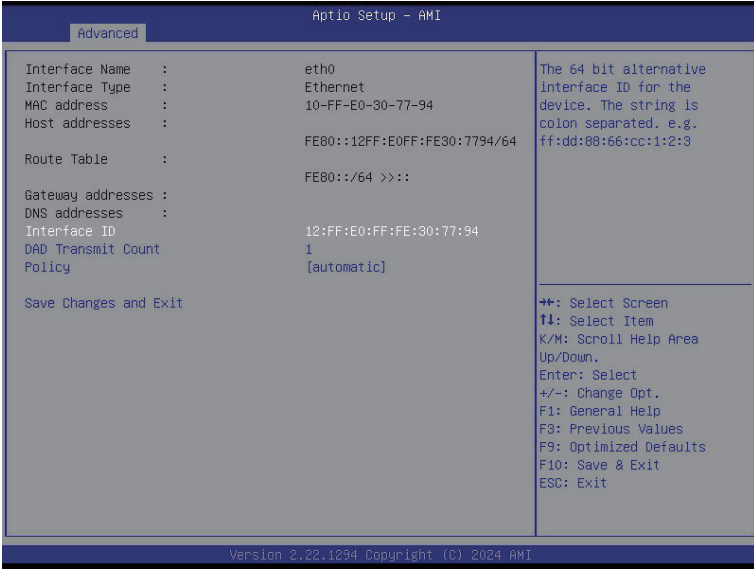 Aptio Setup - AMI
Advanced
Interface Name : eth0
Interface Type : Ethernet
MAC address : 10-FF-E0-30-77-94
Host addresses :
FE80::12FF:E0FF:FE30:7794/64
Route Table :
FE80::/64 >>::
Gateway addresses :
DNS addresses :
Interface ID 12:FF:E0:FF:FE:30:77:94
DAD Transmit Count 1
Policy [automatic]
Save Changes and Exit
The 64 bit alternative
interface ID for the
device. The string is
colon separated. e.g.
ff:dd:88:66:cc:1:2:3
→←: Select Screen
↑↓: Select Item
K/M: Scroll Help Area
Up/Down.
Enter: Select
+/-: Change Opt.
F1: General Help
F3: Previous Values
F9: Optimized Defaults
F10: Save & Exit
ESC: Exit
Version 2.22.1294 Copyright (C) 2024 AMI